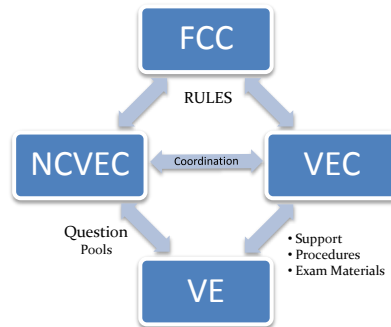 FCC
RULES
NCVEC
Coordination
VEC
Question
Pools
• Support
• Procedures
• Exam Materials
VE